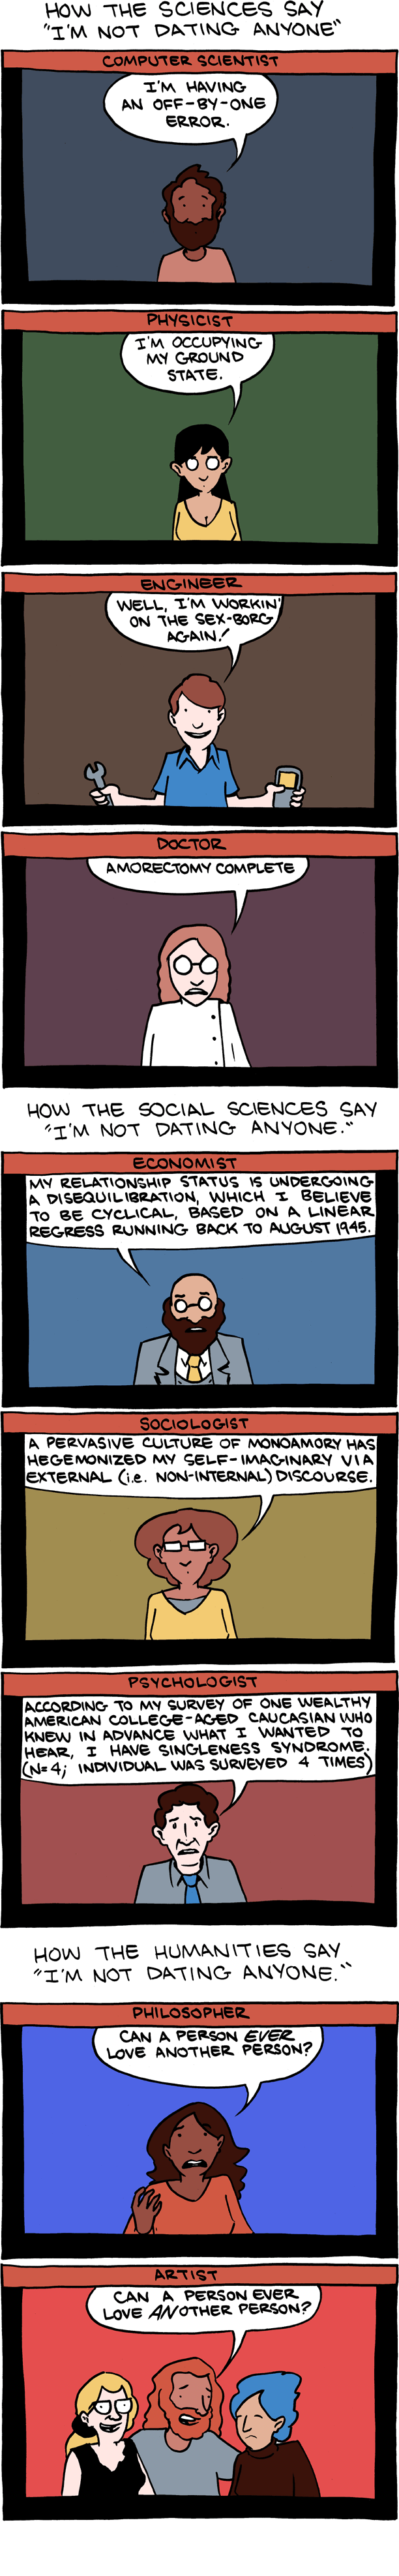 HOW THE SCIENCES SAY
"I'M NOT DATING ANYONE"
COMPUTER SCIENTIST
I'M HAVING
AN OFF-BY-ONE
ERROR.
PHYSICIST
I'M OCCUPYING
MY GROUND
STATE.
ENGINEER
WELL, I'M WORKIN'
ON THE SEX-BORG
AGAIN!
DOCTOR
AMORECTOMY COMPLETE
HOW THE SOCIAL SCIENCES SAY
"I'M NOT DATING ANYONE."
ECONOMIST
MY RELATIONSHIP STATUS IS UNDERGOING
A DISEQUILIBRATION, WHICH I BELIEVE
TO BE CYCLICAL, BASED ON A LINEAR
REGRESS RUNNING BACK TO AUGUST 1945.
SOCIOLOGIST
A PERVASIVE CULTURE OF MONOAMORY HAS
HEGEMONIZED MY SELF-IMAGINARY VIA
EXTERNAL (i.e. NON-INTERNAL) DISCOURSE.
PSYCHOLOGIST
ACCORDING TO MY SURVEY OF ONE WEALTHY
AMERICAN COLLEGE-AGED CAUCASIAN WHO
KNEW IN ADVANCE WHAT I WANTED TO
HEAR, I HAVE SINGLENESS SYNDROME.
(N=4; INDIVIDUAL WAS SURVEYED 4 TIMES)
HOW THE HUMANITIES SAY
"I'M NOT DATING ANYONE."
PHILOSOPHER
CAN A PERSON EVER
LOVE ANOTHER PERSON?
ARTIST
CAN A PERSON EVER
LOVE ANOTHER PERSON?